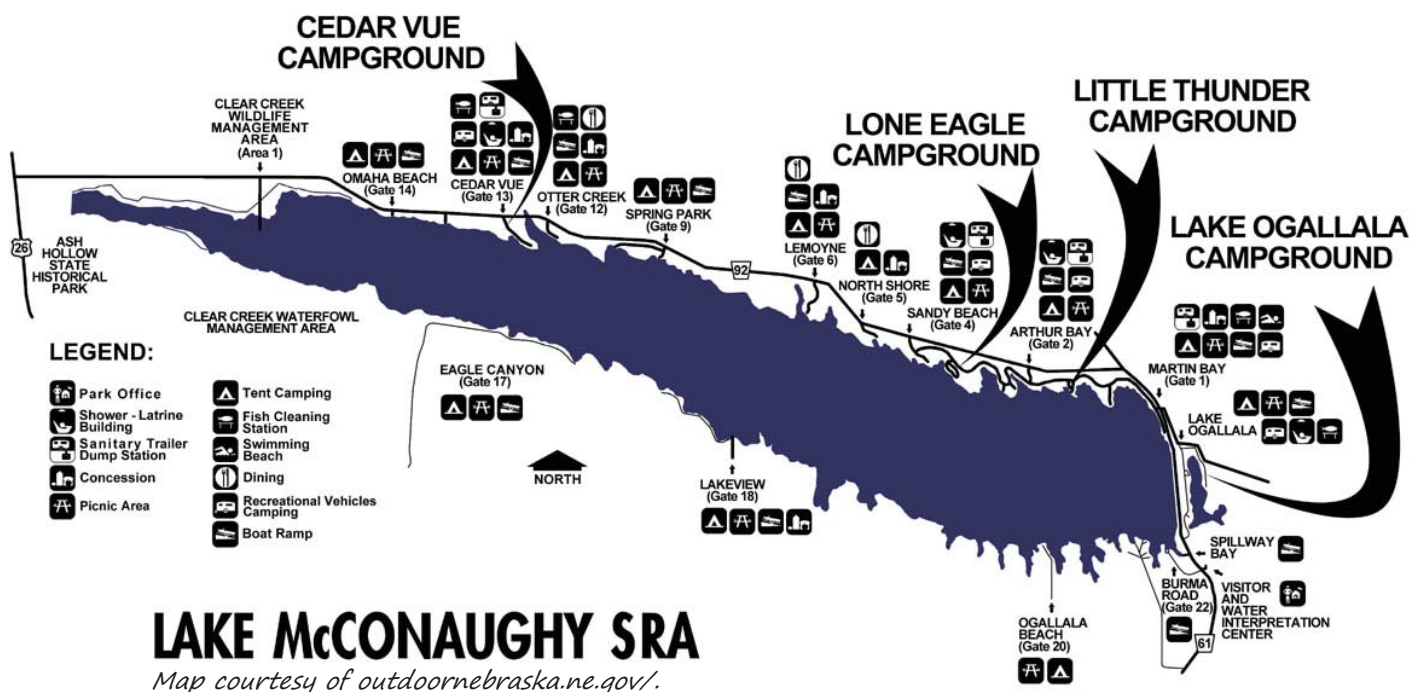 CEDAR VUE
CAMPGROUND
LITTLE THUNDER
CAMPGROUND
LONE EAGLE
CAMPGROUND
LAKE OGALLALA
CAMPGROUND
CLEAR CREEK
WILDLIFE
MANAGEMENT
AREA
(Area 1)
OMAHA BEACH
(Gate 14)
CEDAR VUE
(Gate 13)
OTTER CREEK
(Gate 12)
SPRING PARK
(Gate 9)
LEMOYNE
(Gate 6)
NORTH SHORE
(Gate 5)
SANDY BEACH
(Gate 4)
ARTHUR BAY
(Gate 2)
MARTIN BAY
(Gate 1)
LAKE
OGALLALA
26
ASH
HOLLOW
STATE
HISTORICAL
PARK
92
CLEAR CREEK WATERFOWL
MANAGEMENT AREA
EAGLE CANYON
(Gate 17)
NORTH
LAKEVIEW
(Gate 18)
OGALLALA
BEACH
(Gate 20)
BURMA
ROAD
(Gate 22)
SPILLWAY
BAY
VISITOR
AND
WATER
INTERPRETATION
CENTER
61
LEGEND:
Park Office
Shower - Latrine
Building
Sanitary Trailer
Dump Station
Concession
Picnic Area
Tent Camping
Fish Cleaning
Station
Swimming
Beach
Dining
Recreational Vehicles
Camping
Boat Ramp
LAKE McCONAUGHY SRA
Map courtesy of outdoornebraska.ne.gov/.